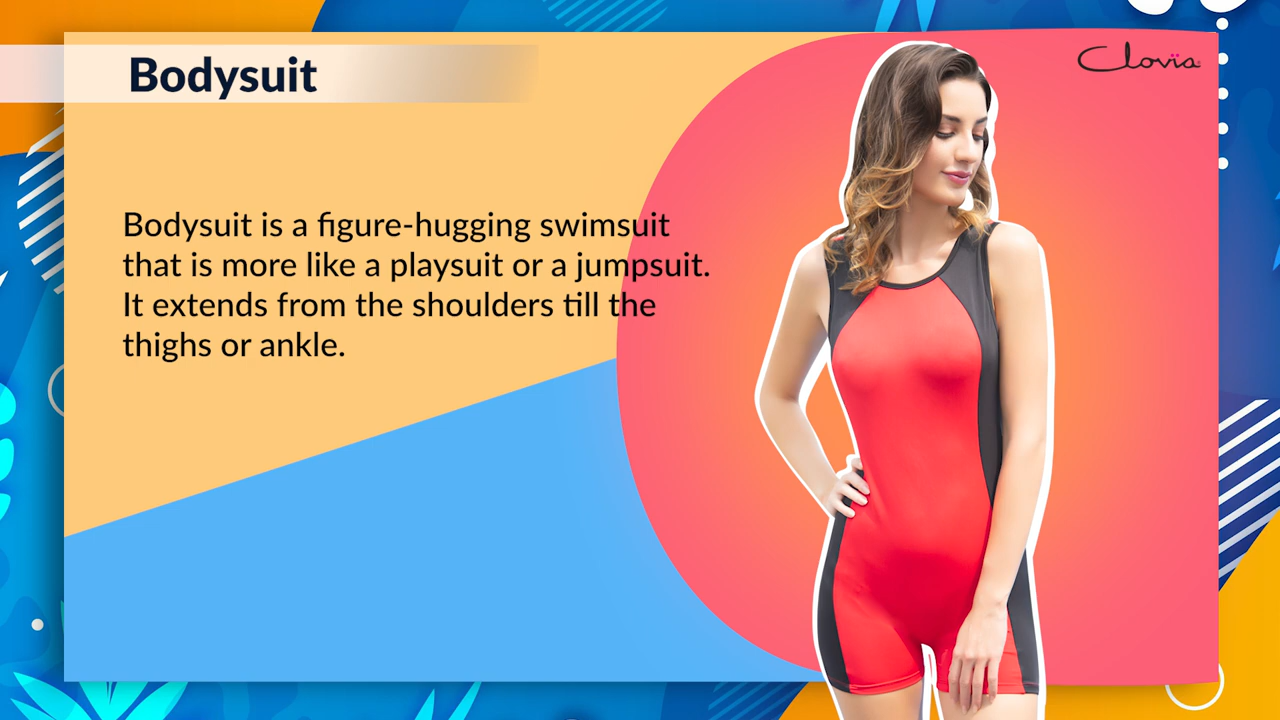 Bodysuit
Clovia
Bodysuit is a figure-hugging swimsuit
that is more like a playsuit or a jumpsuit.
It extends from the shoulders till the
thighs or ankle.